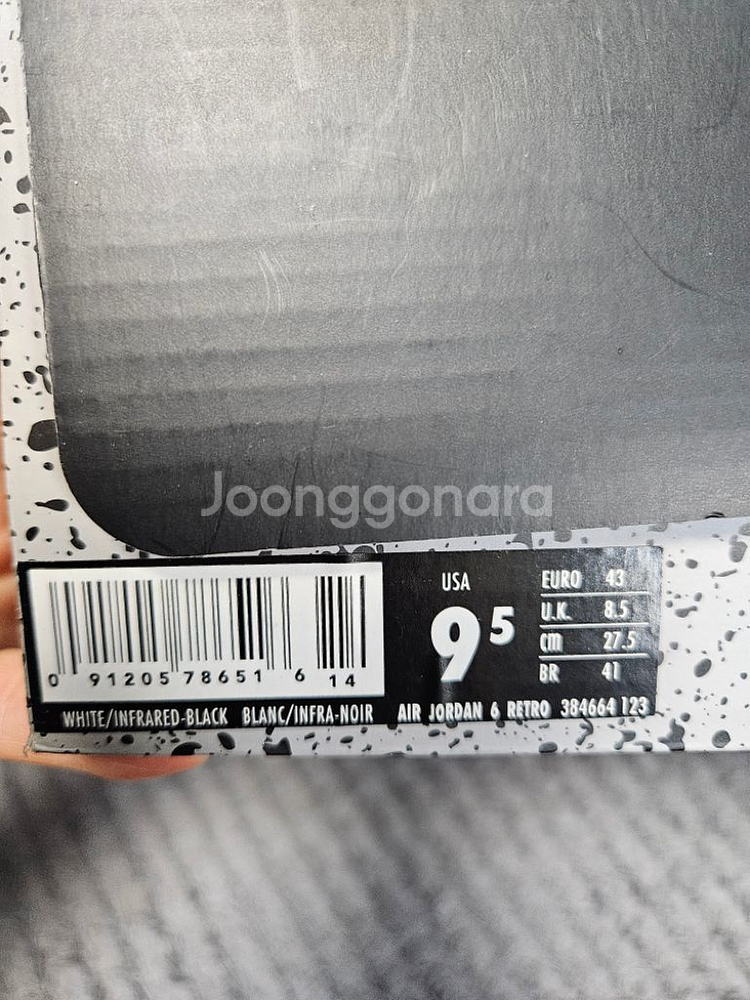 Joonggonara
USA
9 5
EURO 43
U.K. 8.5
cm 27.5
BR 41
0 91205 78651 6 14
WHITE/INFRARED-BLACK BLANC/INFRA-NOIR AIR JORDAN 6 RETRO 384664 123